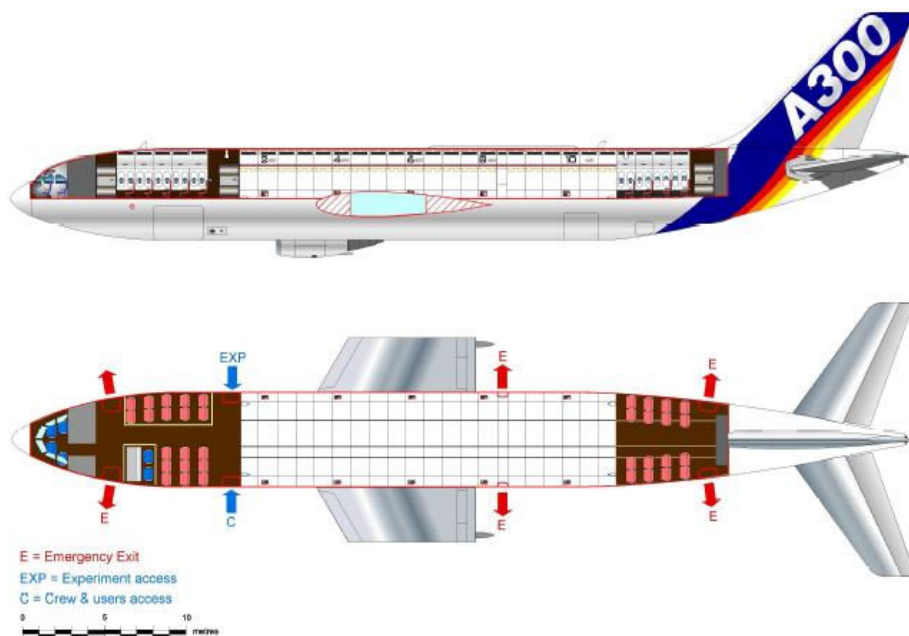 A300
EXP
E
E
E
C
E
E
E = Emergency Exit
EXP = Experiment access
C = Crew & users access
0 5 10
metres